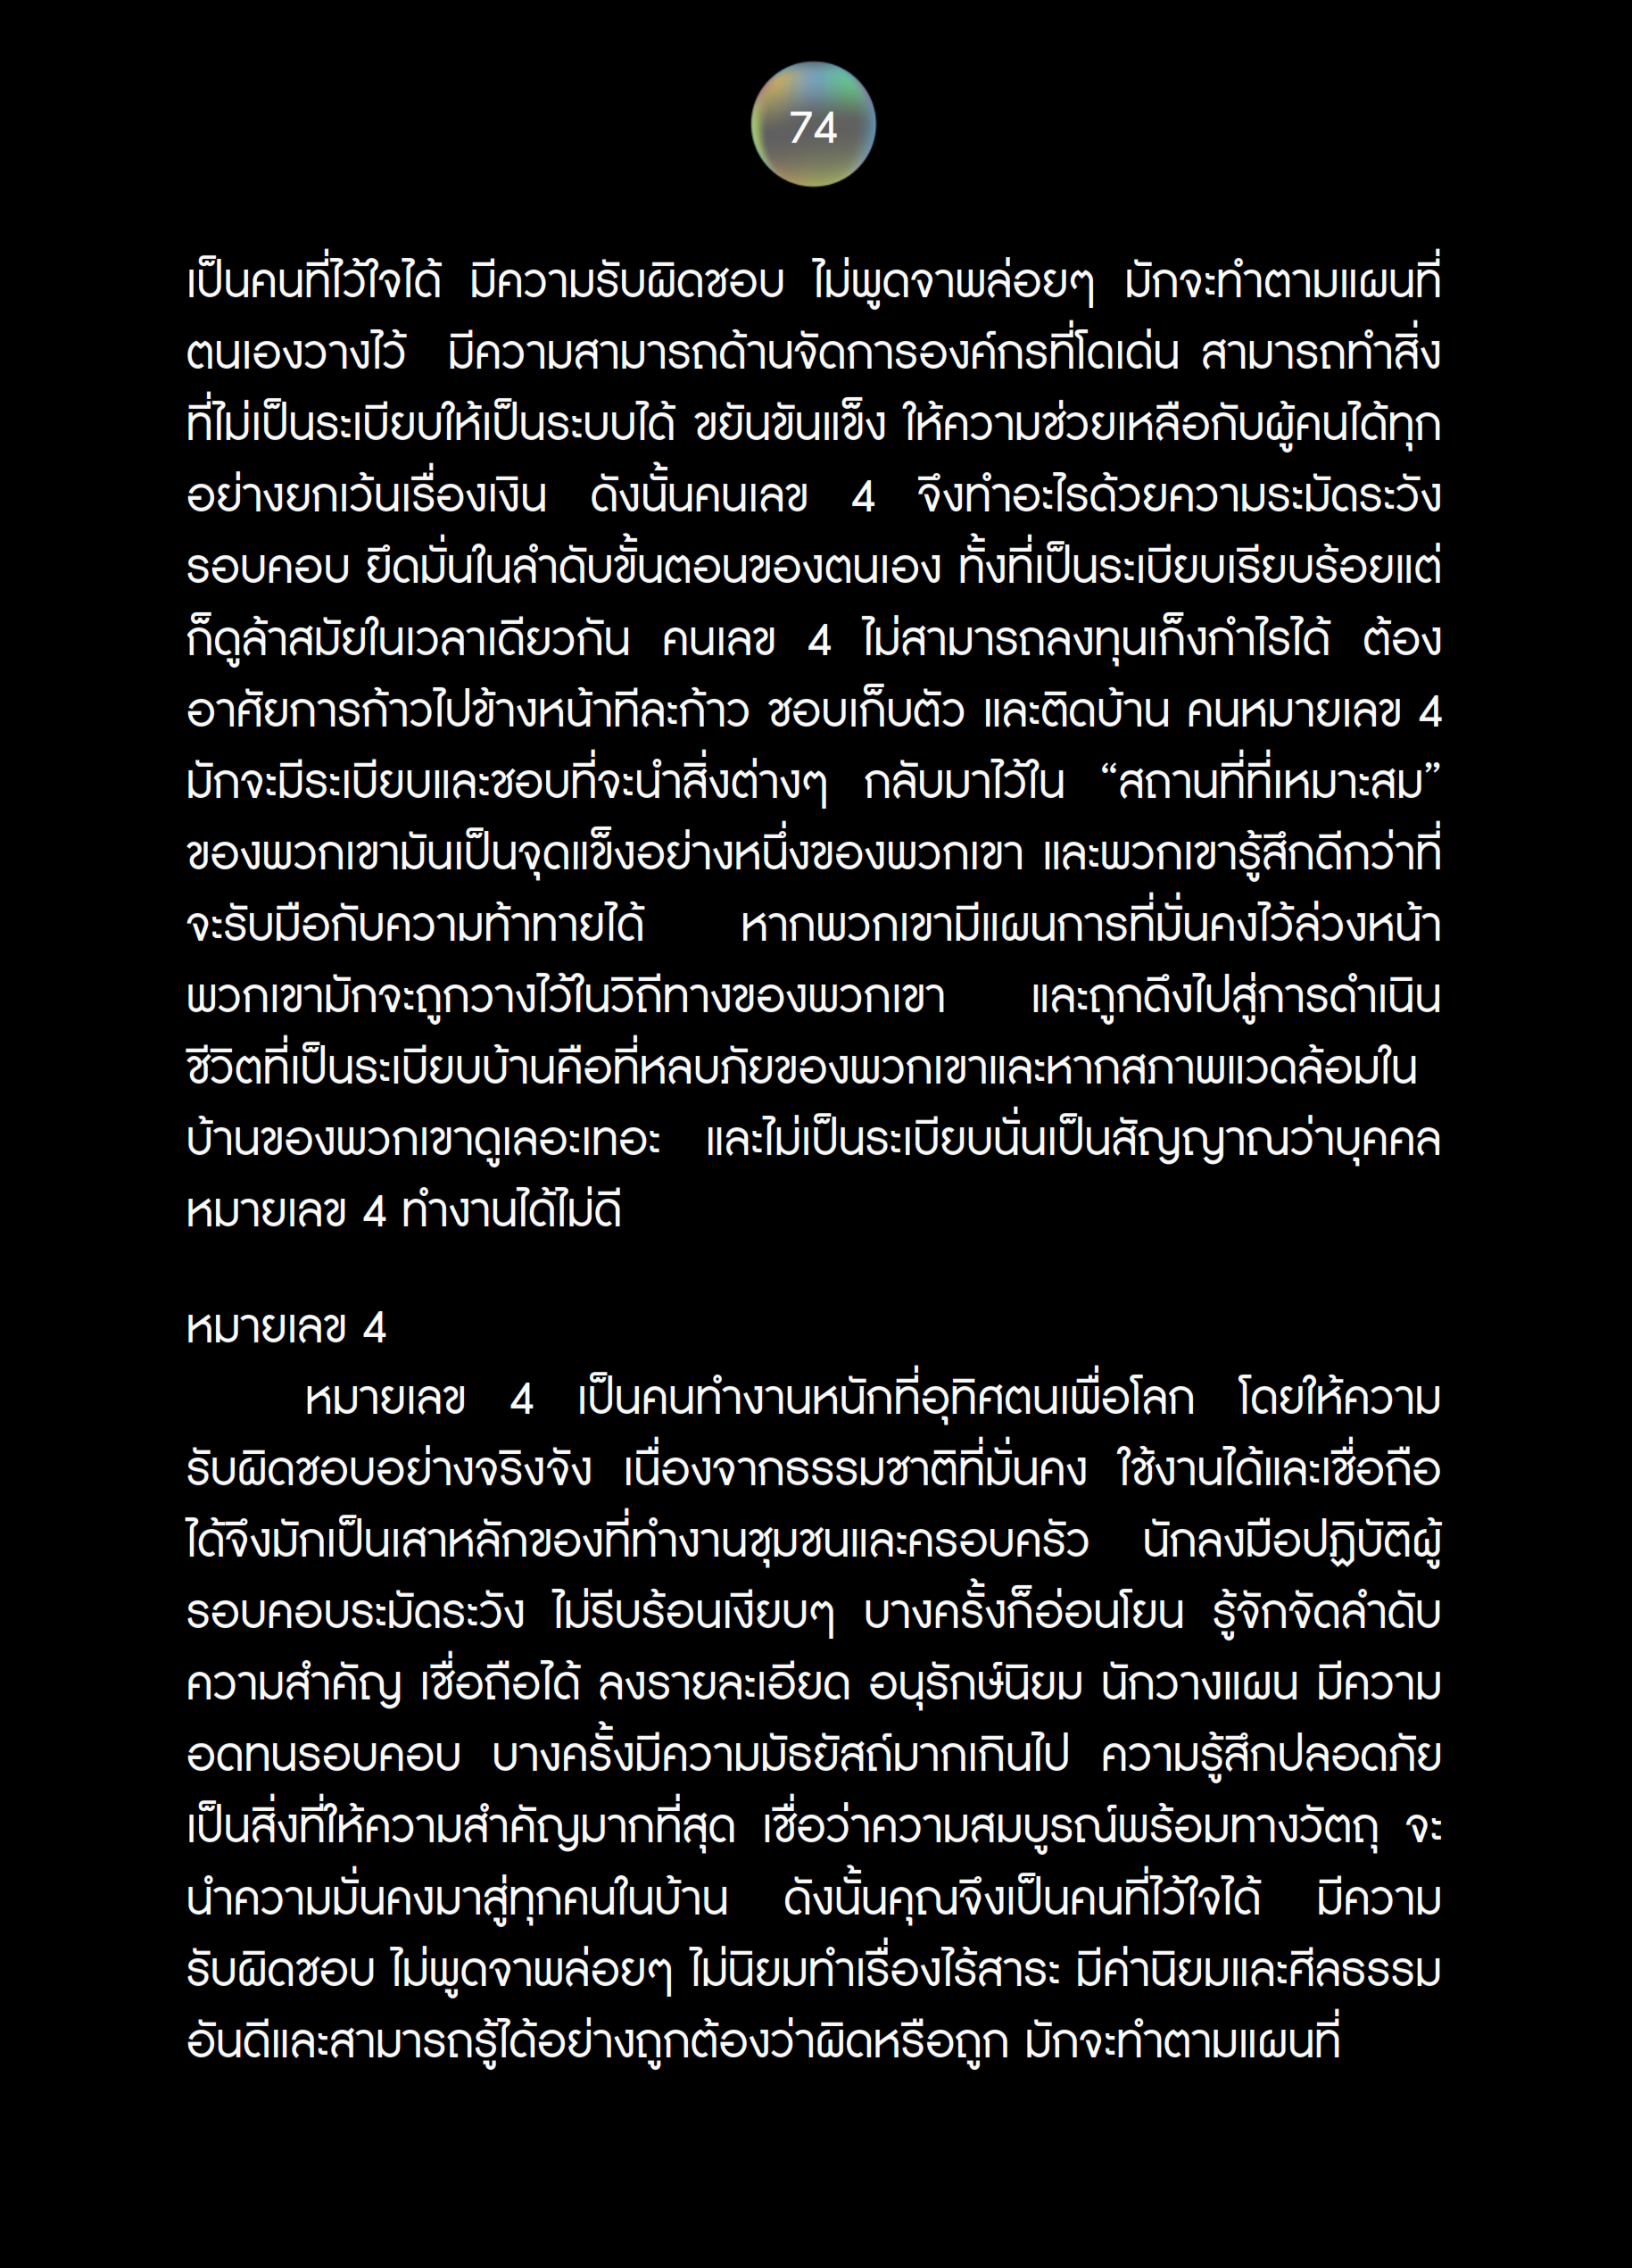 74
เป็นคนที่ไว้ใจได้ มีความรับผิดชอบ ไม่พูดจาพล่อยๆ มักจะทำตามแผนที่
ตนเองวางไว้ มีความสามารถด้านจัดการองค์กรที่โดเด่น สามารถทำสิ่ง
ที่ไม่เป็นระเบียบให้เป็นระบบได้ ขยันขันแข็ง ให้ความช่วยเหลือกับผู้คนได้ทุก
อย่างยกเว้นเรื่องเงิน ดังนั้นคนเลข 4 จึงทำอะไรด้วยความระมัดระวัง
รอบคอบ ยึดมั่นในลำดับขั้นตอนของตนเอง ทั้งที่เป็นระเบียบเรียบร้อยแต่
ก็ดูล้าสมัยในเวลาเดียวกัน คนเลข 4 ไม่สามารถลงทุนเก็งกำไรได้ ต้อง
อาศัยการก้าวไปข้างหน้าทีละก้าว ชอบเก็บตัว และติดบ้าน คนหมายเลข 4
มักจะมีระเบียบและชอบที่จะนำสิ่งต่างๆ กลับมาไว้ใน “สถานที่ที่เหมาะสม”
ของพวกเขามันเป็นจุดแข็งอย่างหนึ่งของพวกเขา และพวกเขารู้สึกดีกว่าที่
จะรับมือกับความท้าทายได้ หากพวกเขามีแผนการที่มั่นคงไว้ล่วงหน้า
พวกเขามักจะถูกวางไว้ในวิถีทางของพวกเขา และถูกดึงไปสู่การดำเนิน
ชีวิตที่เป็นระเบียบบ้านคือที่หลบภัยของพวกเขาและหากสภาพแวดล้อมใน
บ้านของพวกเขาดูเลอะเทอะ และไม่เป็นระเบียบนั่นเป็นสัญญาณว่าบุคคล
หมายเลข 4 ทำงานได้ไม่ดี
หมายเลข 4
หมายเลข 4 เป็นคนทำงานหนักที่อุทิศตนเพื่อโลก โดยให้ความ
รับผิดชอบอย่างจริงจัง เนื่องจากธรรมชาติที่มั่นคง ใช้งานได้และเชื่อถือ
ได้จึงมักเป็นเสาหลักของที่ทำงานชุมชนและครอบครัว นักลงมือปฏิบัติผู้
รอบคอบระมัดระวัง ไม่รีบร้อนเงียบๆ บางครั้งก็อ่อนโยน รู้จักจัดลำดับ
ความสำคัญ เชื่อถือได้ ลงรายละเอียด อนุรักษ์นิยม นักวางแผน มีความ
อดทนรอบคอบ บางครั้งมีความมัธยัสถ์มากเกินไป ความรู้สึกปลอดภัย
เป็นสิ่งที่ให้ความสำคัญมากที่สุด เชื่อว่าความสมบูรณ์พร้อมทางวัตถุ จะ
นำความมั่นคงมาสู่ทุกคนในบ้าน ดังนั้นคุณจึงเป็นคนที่ไว้ใจได้ มีความ
รับผิดชอบ ไม่พูดจาพล่อยๆ ไม่นิยมทำเรื่องไร้สาระ มีค่านิยมและศีลธรรม
อันดีและสามารถรู้ได้อย่างถูกต้องว่าผิดหรือถูก มักจะทำตามแผนที่